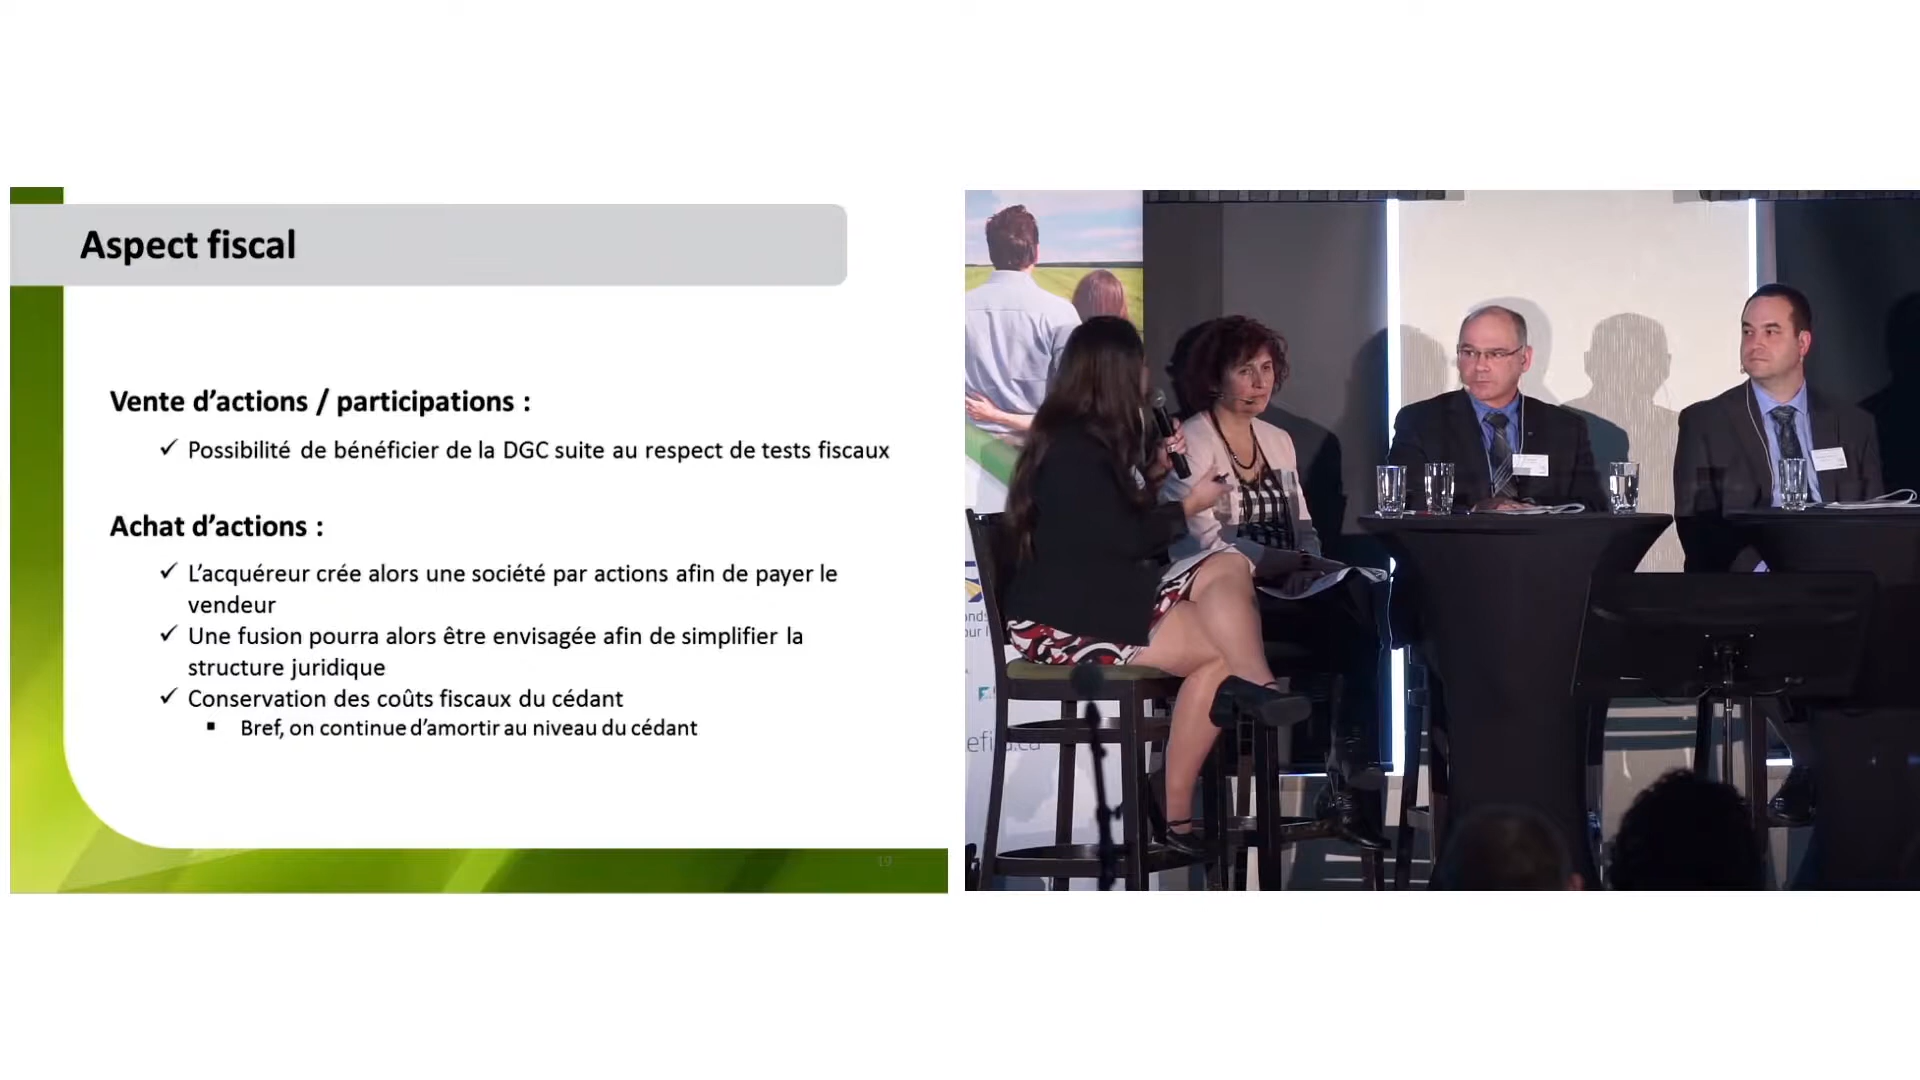 Aspect fiscal
Vente d’actions / participations :
✓ Possibilité de bénéficier de la DGC suite au respect de tests fiscaux
Achat d’actions :
✓ L’acquéreur crée alors une société par actions afin de payer le
vendeur
✓ Une fusion pourra alors être envisagée afin de simplifier la
structure juridique
✓ Conservation des coûts fiscaux du cédant
▪ Bref, on continue d’amortir au niveau du cédant
19